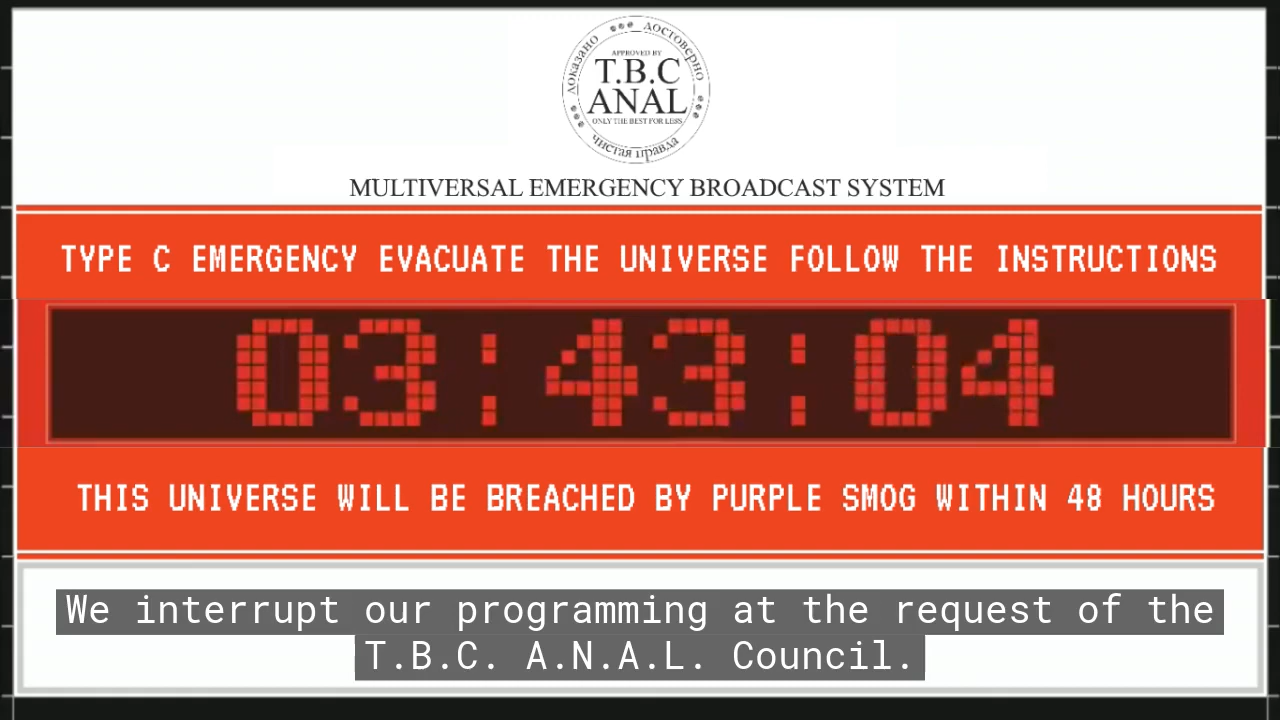 доказано *** достоверно ***
чистая правда ***
APPROVED BY
T.B.C
ANAL
ONLY THE BEST FOR LEBS
MULTIVERSAL EMERGENCY BROADCAST SYSTEM
TYPE C EMERGENCY EVACUATE THE UNIVERSE FOLLOW THE INSTRUCTIONS
03:43:04
THIS UNIVERSE WILL BE BREACHED BY PURPLE SMOG WITHIN 48 HOURS
We interrupt our programming at the request of the
T.B.C. A.N.A.L. Council.